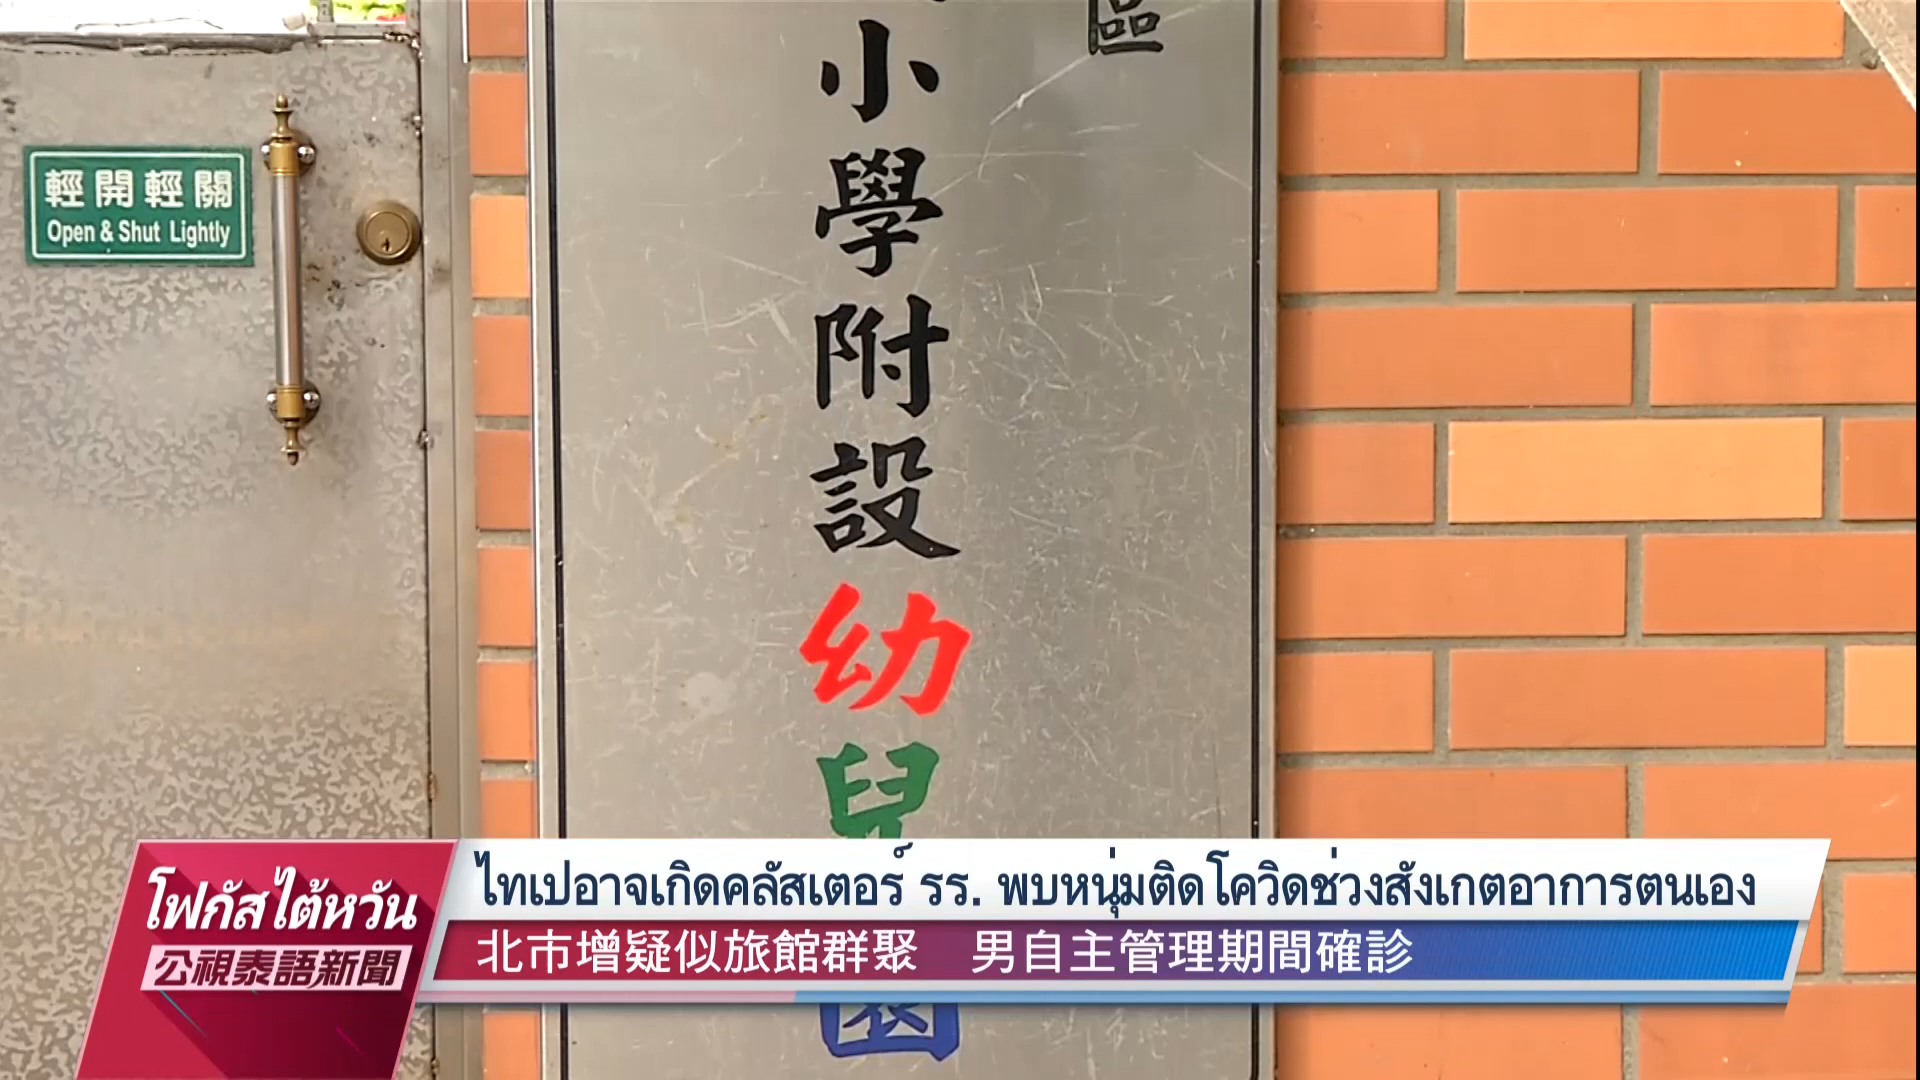 區
小學附設幼兒園
輕開輕關
Open & Shut Lightly
โฟกัสไต้หวัน
公視泰語新聞
ไทเปอาจเกิดคลัสเตอร์ รร. พบหนุ่มติดโควิดช่วงสังเกตอาการตนเอง
北市增疑似旅館群聚 男自主管理期間確診